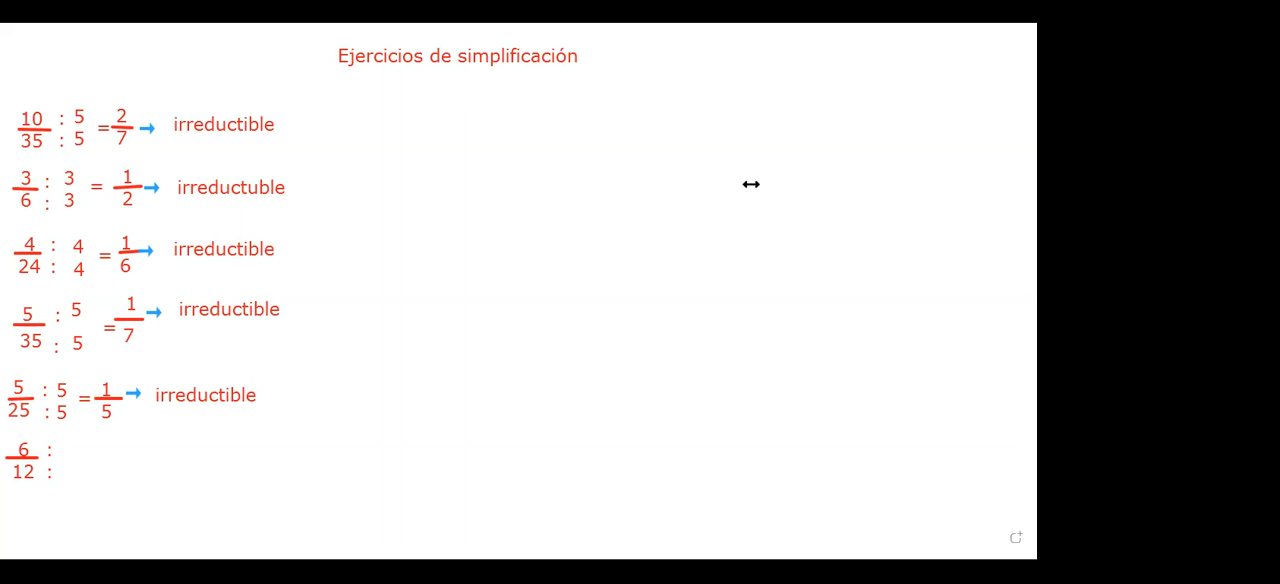 Ejercicios de simplificación
10 : 5 = 2
35 : 5 7 → irreductible
3 : 3 = 1
6 : 3 2 → irreductuble
4 : 4 = 1
24 : 4 6 → irreductible
5 : 5 = 1
35 : 5 7 → irreductible
5 : 5 = 1
25 : 5 5 → irreductible
6 :
12 :